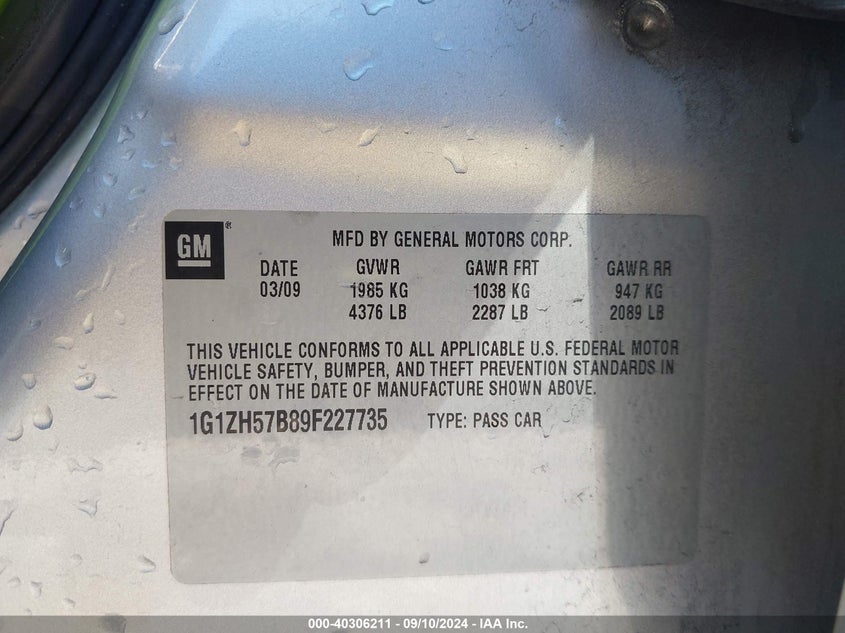 GM ®
MFD BY GENERAL MOTORS CORP.
DATE GVWR GAWR FRT GAWR RR
03/09 1985 KG 1038 KG 947 KG
4376 LB 2287 LB 2089 LB
THIS VEHICLE CONFORMS TO ALL APPLICABLE U.S. FEDERAL MOTOR
VEHICLE SAFETY, BUMPER, AND THEFT PREVENTION STANDARDS IN
EFFECT ON THE DATE OF MANUFACTURE SHOWN ABOVE.
1G1ZH57B89F227735 TYPE: PASS CAR
000-40306211 - 09/10/2024 - IAA Inc.